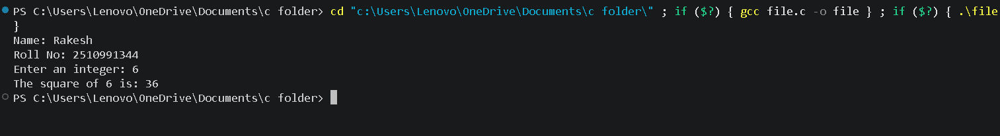 PS C:\Users\Lenovo\OneDrive\Documents\c folder> cd "c:\Users\Lenovo\OneDrive\Documents\c folder\" ; if ($?) { gcc file.c -o file } ; if ($?) { .\file
}
Name: Rakesh
Roll No: 2510991344
Enter an integer: 6
The square of 6 is: 36
PS C:\Users\Lenovo\OneDrive\Documents\c folder>